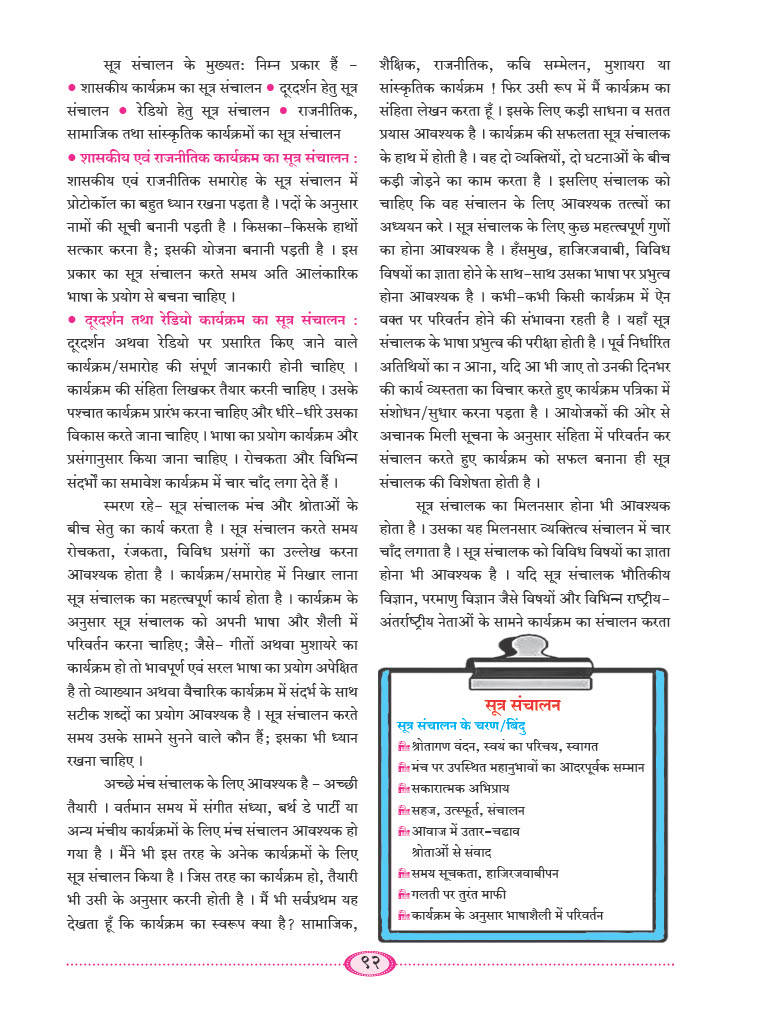 सूत्र संचालन के मुख्यत: निम्न प्रकार हैं -
• शासकीय कार्यक्रम का सूत्र संचालन • दूरदर्शन हेतु सूत्र
संचालन • रेडियो हेतु सूत्र संचालन • राजनीतिक,
सामाजिक तथा सांस्कृतिक कार्यक्रमों का सूत्र संचालन
• शासकीय एवं राजनीतिक कार्यक्रम का सूत्र संचालन :
शासकीय एवं राजनीतिक समारोह के सूत्र संचालन में
प्रोटोकॉल का बहुत ध्यान रखना पड़ता है । पदों के अनुसार
नामों की सूची बनानी पड़ती है । किसका-किसके हाथों
सत्कार करना है; इसकी योजना बनानी पड़ती है । इस
प्रकार का सूत्र संचालन करते समय अति आलंकारिक
भाषा के प्रयोग से बचना चाहिए ।
• दूरदर्शन तथा रेडियो कार्यक्रम का सूत्र संचालन :
दूरदर्शन अथवा रेडियो पर प्रसारित किए जाने वाले
कार्यक्रम/समारोह की संपूर्ण जानकारी होनी चाहिए ।
कार्यक्रम की संहिता लिखकर तैयार करनी चाहिए । उसके
पश्चात कार्यक्रम प्रारंभ करना चाहिए और धीरे-धीरे उसका
विकास करते जाना चाहिए । भाषा का प्रयोग कार्यक्रम और
प्रसंगानुसार किया जाना चाहिए । रोचकता और विभिन्न
संदर्भों का समावेश कार्यक्रम में चार चाँद लगा देते हैं ।
स्मरण रहे- सूत्र संचालक मंच और श्रोताओं के
बीच सेतु का कार्य करता है । सूत्र संचालन करते समय
रोचकता, रंजकता, विविध प्रसंगों का उल्लेख करना
आवश्यक होता है । कार्यक्रम/समारोह में निखार लाना
सूत्र संचालक का महत्त्वपूर्ण कार्य होता है । कार्यक्रम के
अनुसार सूत्र संचालक को अपनी भाषा और शैली में
परिवर्तन करना चाहिए; जैसे- गीतों अथवा मुशायरे का
कार्यक्रम हो तो भावपूर्ण एवं सरल भाषा का प्रयोग अपेक्षित
है तो व्याख्यान अथवा वैचारिक कार्यक्रम में संदर्भ के साथ
सटीक शब्दों का प्रयोग आवश्यक है । सूत्र संचालन करते
समय उसके सामने सुनने वाले कौन हैं; इसका भी ध्यान
रखना चाहिए ।
अच्छे मंच संचालक के लिए आवश्यक है - अच्छी
तैयारी । वर्तमान समय में संगीत संध्या, बर्थ डे पार्टी या
अन्य मंचीय कार्यक्रमों के लिए मंच संचालन आवश्यक हो
गया है । मैंने भी इस तरह के अनेक कार्यक्रमों के लिए
सूत्र संचालन किया है । जिस तरह का कार्यक्रम हो, तैयारी
भी उसी के अनुसार करनी होती है । मैं भी सर्वप्रथम यह
देखता हूँ कि कार्यक्रम का स्वरूप क्या है? सामाजिक,
शैक्षिक, राजनीतिक, कवि सम्मेलन, मुशायरा या
सांस्कृतिक कार्यक्रम ! फिर उसी रूप में मैं कार्यक्रम का
संहिता लेखन करता हूँ । इसके लिए कड़ी साधना व सतत
प्रयास आवश्यक है । कार्यक्रम की सफलता सूत्र संचालक
के हाथ में होती है । वह दो व्यक्तियों, दो घटनाओं के बीच
कड़ी जोड़ने का काम करता है । इसलिए संचालक को
चाहिए कि वह संचालन के लिए आवश्यक तत्त्वों का
अध्ययन करे । सूत्र संचालक के लिए कुछ महत्त्वपूर्ण गुणों
का होना आवश्यक है । हँसमुख, हाजिरजवाबी, विविध
विषयों का ज्ञाता होने के साथ-साथ उसका भाषा पर प्रभुत्व
होना आवश्यक है । कभी-कभी किसी कार्यक्रम में ऐन
वक्त पर परिवर्तन होने की संभावना रहती है । यहाँ सूत्र
संचालक के भाषा प्रभुत्व की परीक्षा होती है । पूर्व निर्धारित
अतिथियों का न आना, यदि आ भी जाए तो उनकी दिनभर
की कार्य व्यस्तता का विचार करते हुए कार्यक्रम पत्रिका में
संशोधन/सुधार करना पड़ता है । आयोजकों की ओर से
अचानक मिली सूचना के अनुसार संहिता में परिवर्तन कर
संचालन करते हुए कार्यक्रम को सफल बनाना ही सूत्र
संचालक की विशेषता होती है ।
सूत्र संचालक का मिलनसार होना भी आवश्यक
होता है । उसका यह मिलनसार व्यक्तित्व संचालन में चार
चाँद लगाता है । सूत्र संचालक को विविध विषयों का ज्ञाता
होना भी आवश्यक है । यदि सूत्र संचालक भौतिकीय
विज्ञान, परमाणु विज्ञान जैसे विषयों और विभिन्न राष्ट्रीय-
अंतर्राष्ट्रीय नेताओं के सामने कार्यक्रम का संचालन करता
सूत्र संचालन
सूत्र संचालन के चरण/बिंदु
श्रोतागण वंदन, स्वयं का परिचय, स्वागत
मंच पर उपस्थित महानुभावों का आदरपूर्वक सम्मान
सकारात्मक अभिप्राय
सहज, उत्स्फूर्त, संचालन
आवाज में उतार-चढाव
श्रोताओं से संवाद
समय सूचकता, हाजिरजवाबीपन
गलती पर तुरंत माफी
कार्यक्रम के अनुसार भाषाशैली में परिवर्तन
९२